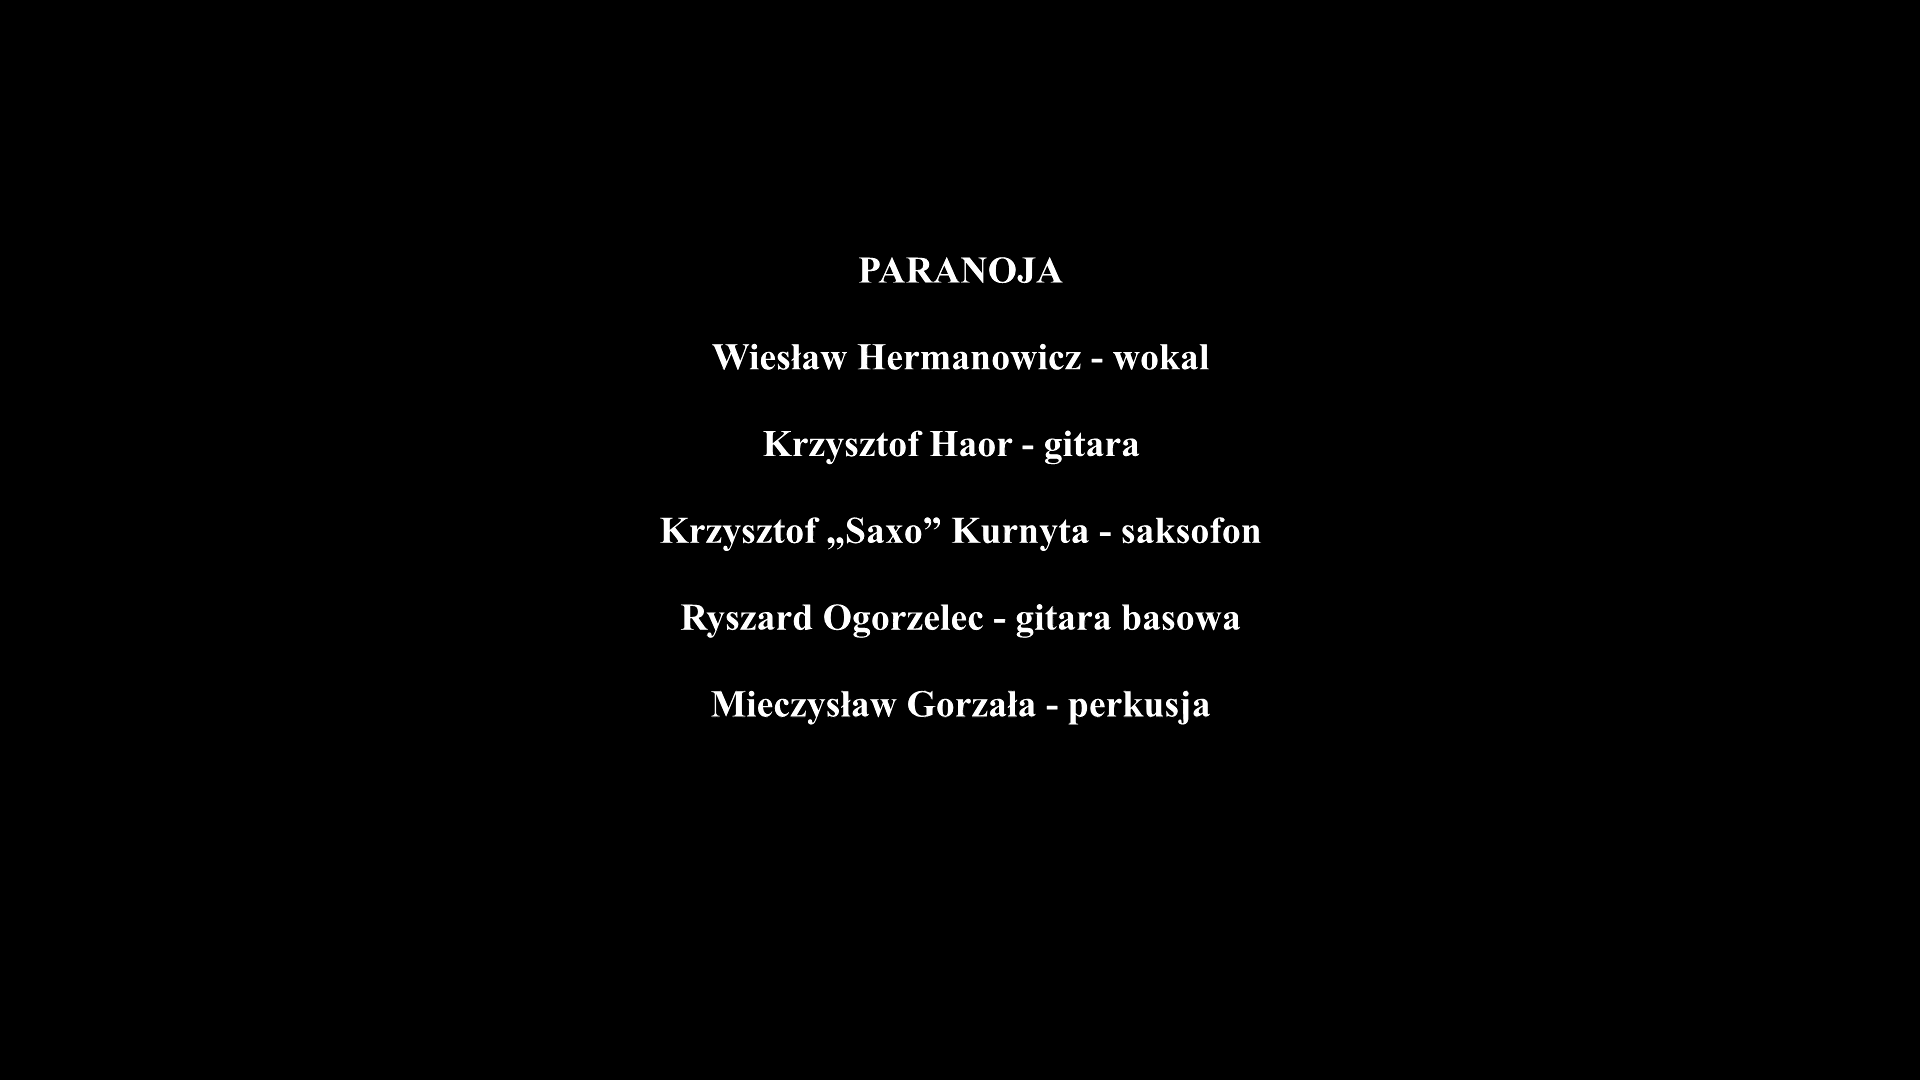 PARANOJA
Wiesław Hermanowicz - wokal
Krzysztof Haor - gitara
Krzysztof „Saxo” Kurnyta - saksofon
Ryszard Ogorzelec - gitara basowa
Mieczysław Gorzała - perkusja